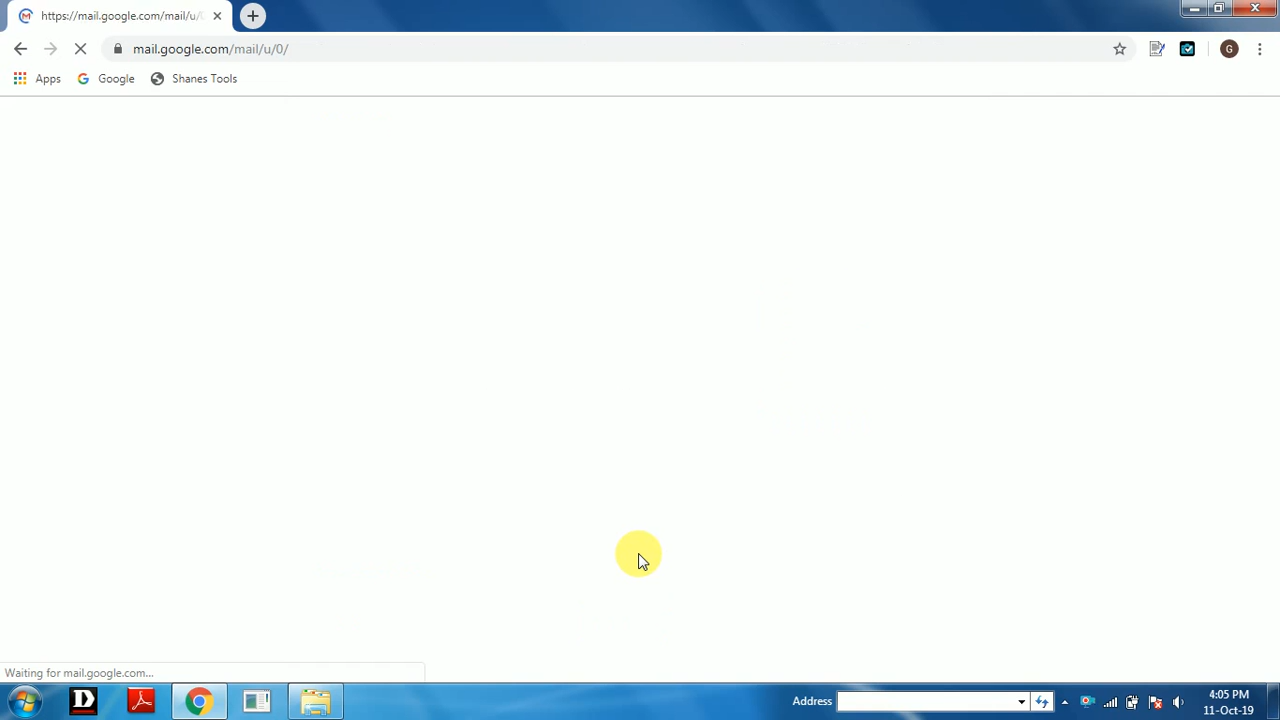 https://mail.google.com/mail/u/0
mail.google.com/mail/u/0/
G
Apps
Google
Shanes Tools
Waiting for mail.google.com...
D
Address
4:05 PM
11-Oct-19